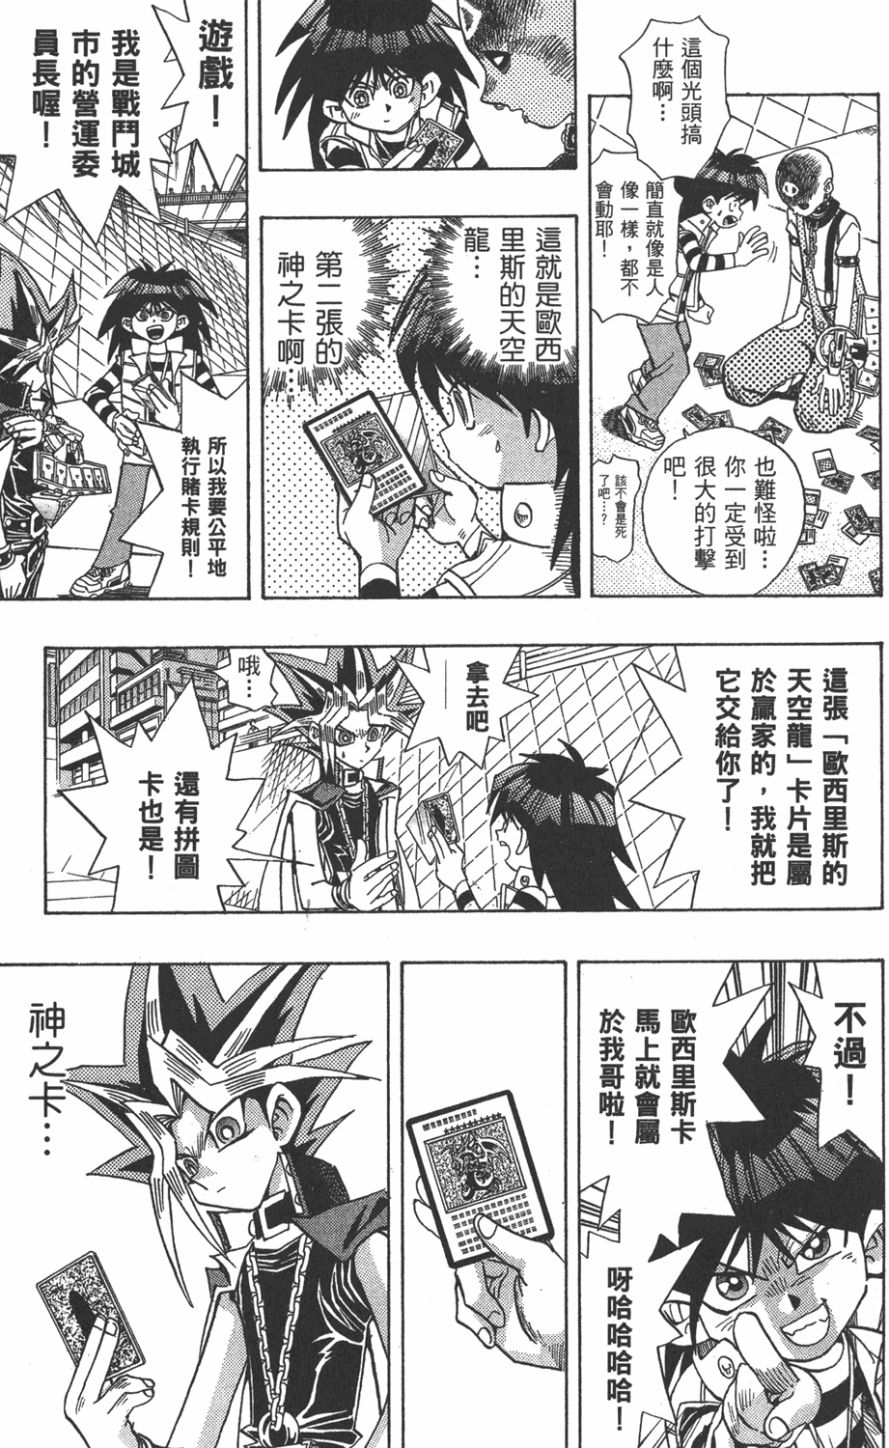 這個光頭搞
什麼啊…
簡直就像是人
像一樣，都不
會動耶！
也難怪啦…
你一定受到
很大的打擊
吧！
該不會是死
了吧…？
這就是歐西
里斯的天空
龍…
第二張的
神之卡啊…
遊戲！
我是戰鬥城
市的營運委
員長喔！
所以我要公平地
執行賭卡規則！
這張「歐西里斯的
天空龍」卡片是屬
於贏家的，我就把
它交給你了！
拿去吧
哦…
還有拼圖
卡也是！
不過！
歐西里斯卡
馬上就會屬
於我哥啦！
呀哈哈哈哈！
神之卡…